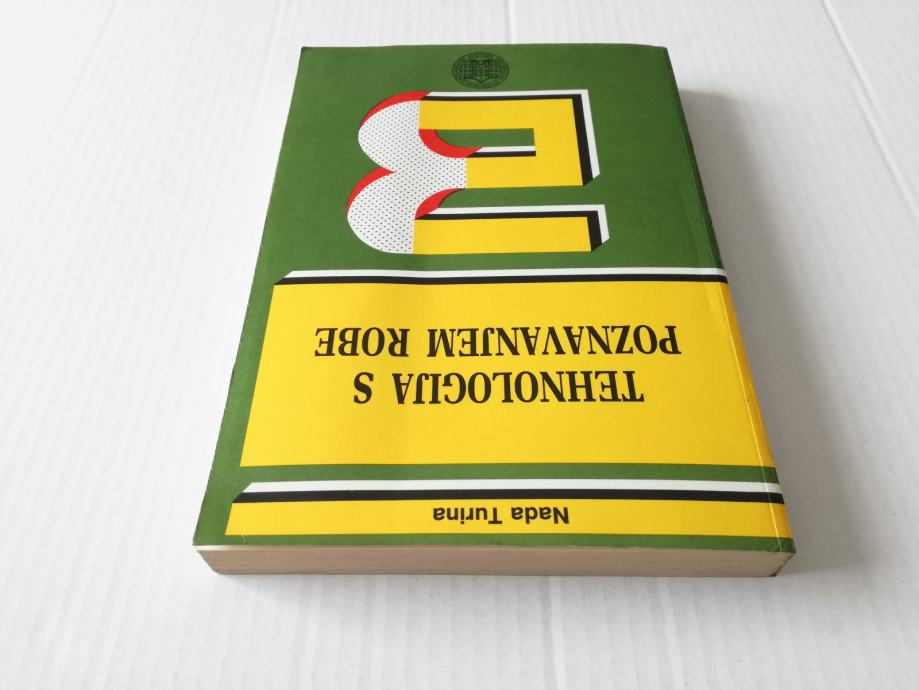 Nada Turina
TEHNOLOGIJA S
POZNAVANJEM ROBE